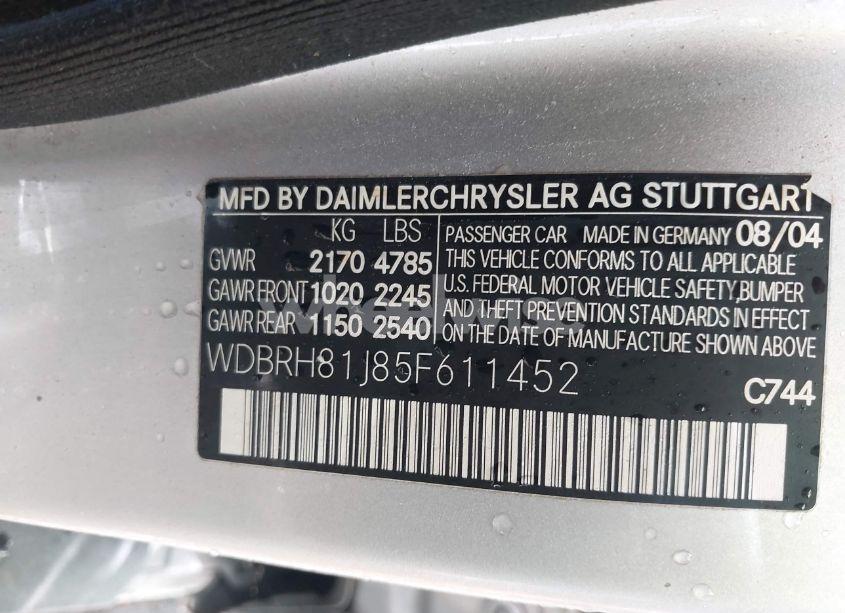 MFD BY DAIMLERCHRYSLER AG STUTTGART
KG LBS
GVWR 2170 4785
GAWR FRONT 1020 2245
GAWR REAR 1150 2540
PASSENGER CAR MADE IN GERMANY 08/04
THIS VEHICLE CONFORMS TO ALL APPLICABLE
U.S. FEDERAL MOTOR VEHICLE SAFETY,BUMPER
AND THEFT PREVENTION STANDARDS IN EFFECT
ON THE DATE OF MANUFACTURE SHOWN ABOVE
WDBRH81J85F611452
C744